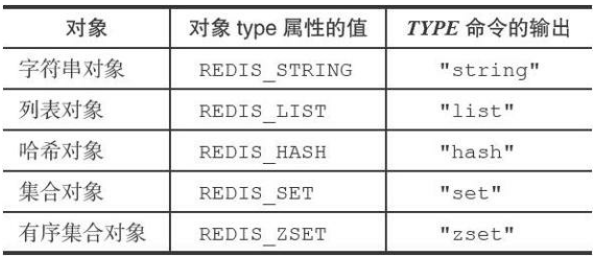 对象 对象 type 属性的值 TYPE 命令的输出
字符串对象 REDIS_STRING "string"
列表对象 REDIS_LIST "list"
哈希对象 REDIS_HASH "hash"
集合对象 REDIS_SET "set"
有序集合对象 REDIS_ZSET "zset"